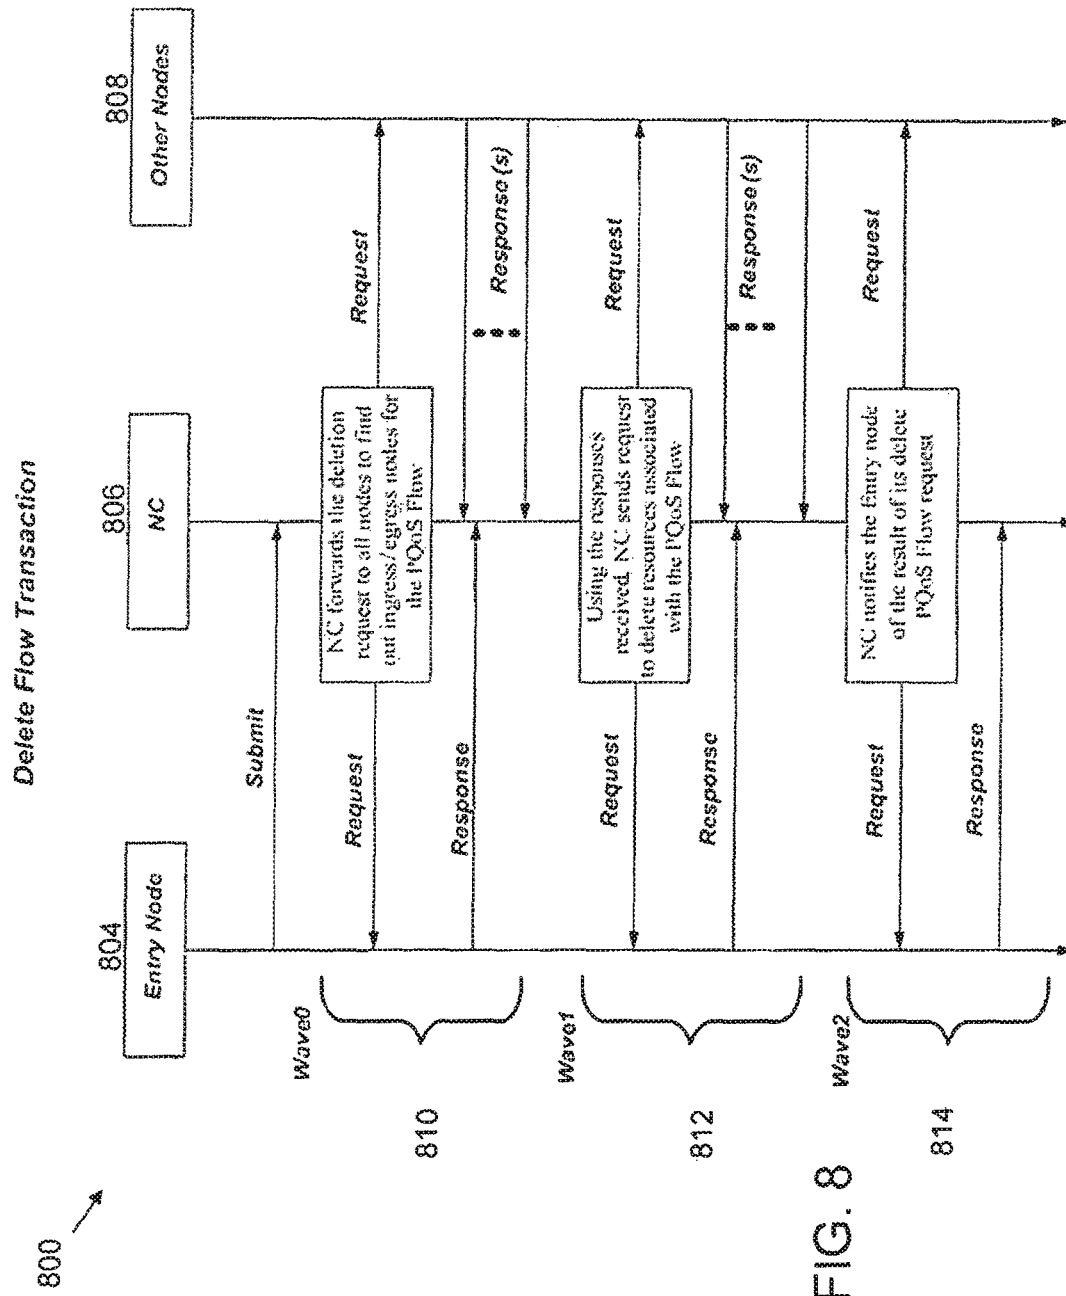 800
Delete Flow Transaction
804
Entry Node
806
NC
808
Other Nodes
Submit
Wave0
810
NC forwards the deletion
request to all nodes to find
out ingress/egress nodes for
the PQoS Flow
Request
Request
Response
Response(s)
Wave1
812
Using the responses
received, NC sends request
to delete resources associated
with the PQoS Flow
Request
Request
Response
Response(s)
Wave2
814
NC notifies the Entry node
of the result of its delete
PQoS Flow request
Request
Request
Response
FIG. 8